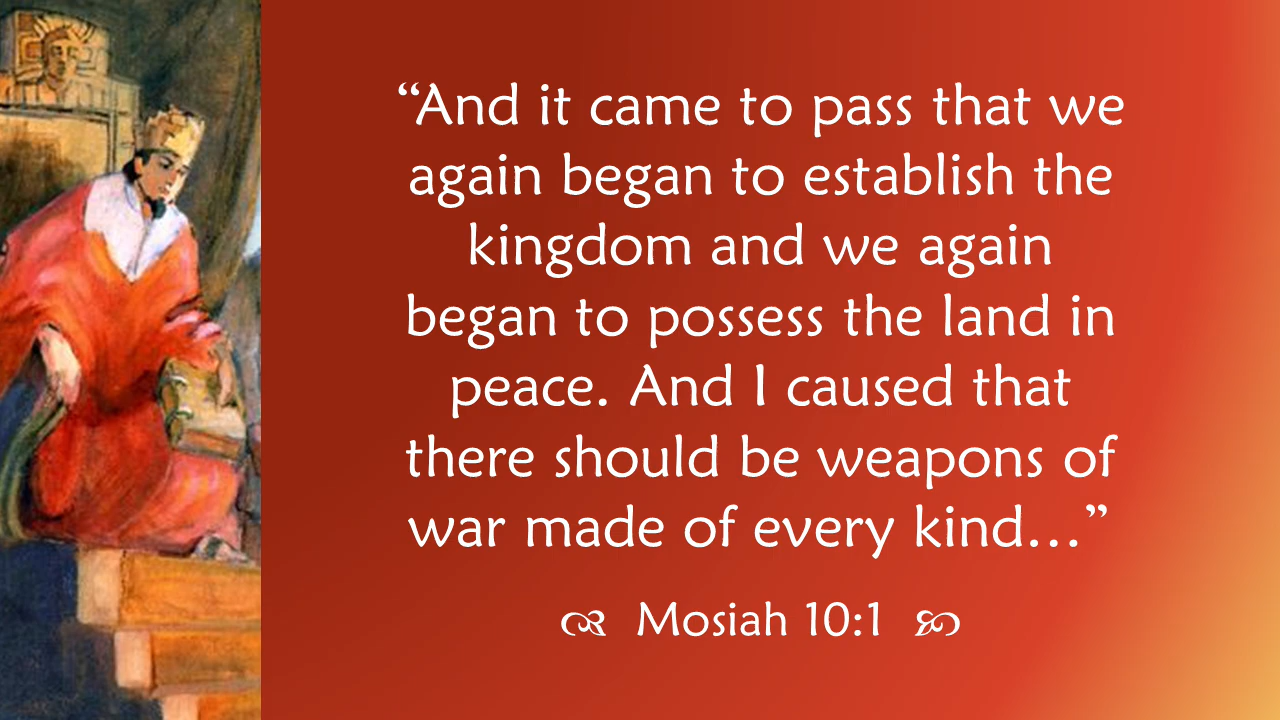 “And it came to pass that we
again began to establish the
kingdom and we again
began to possess the land in
peace. And I caused that
there should be weapons of
war made of every kind…”
Mosiah 10:1